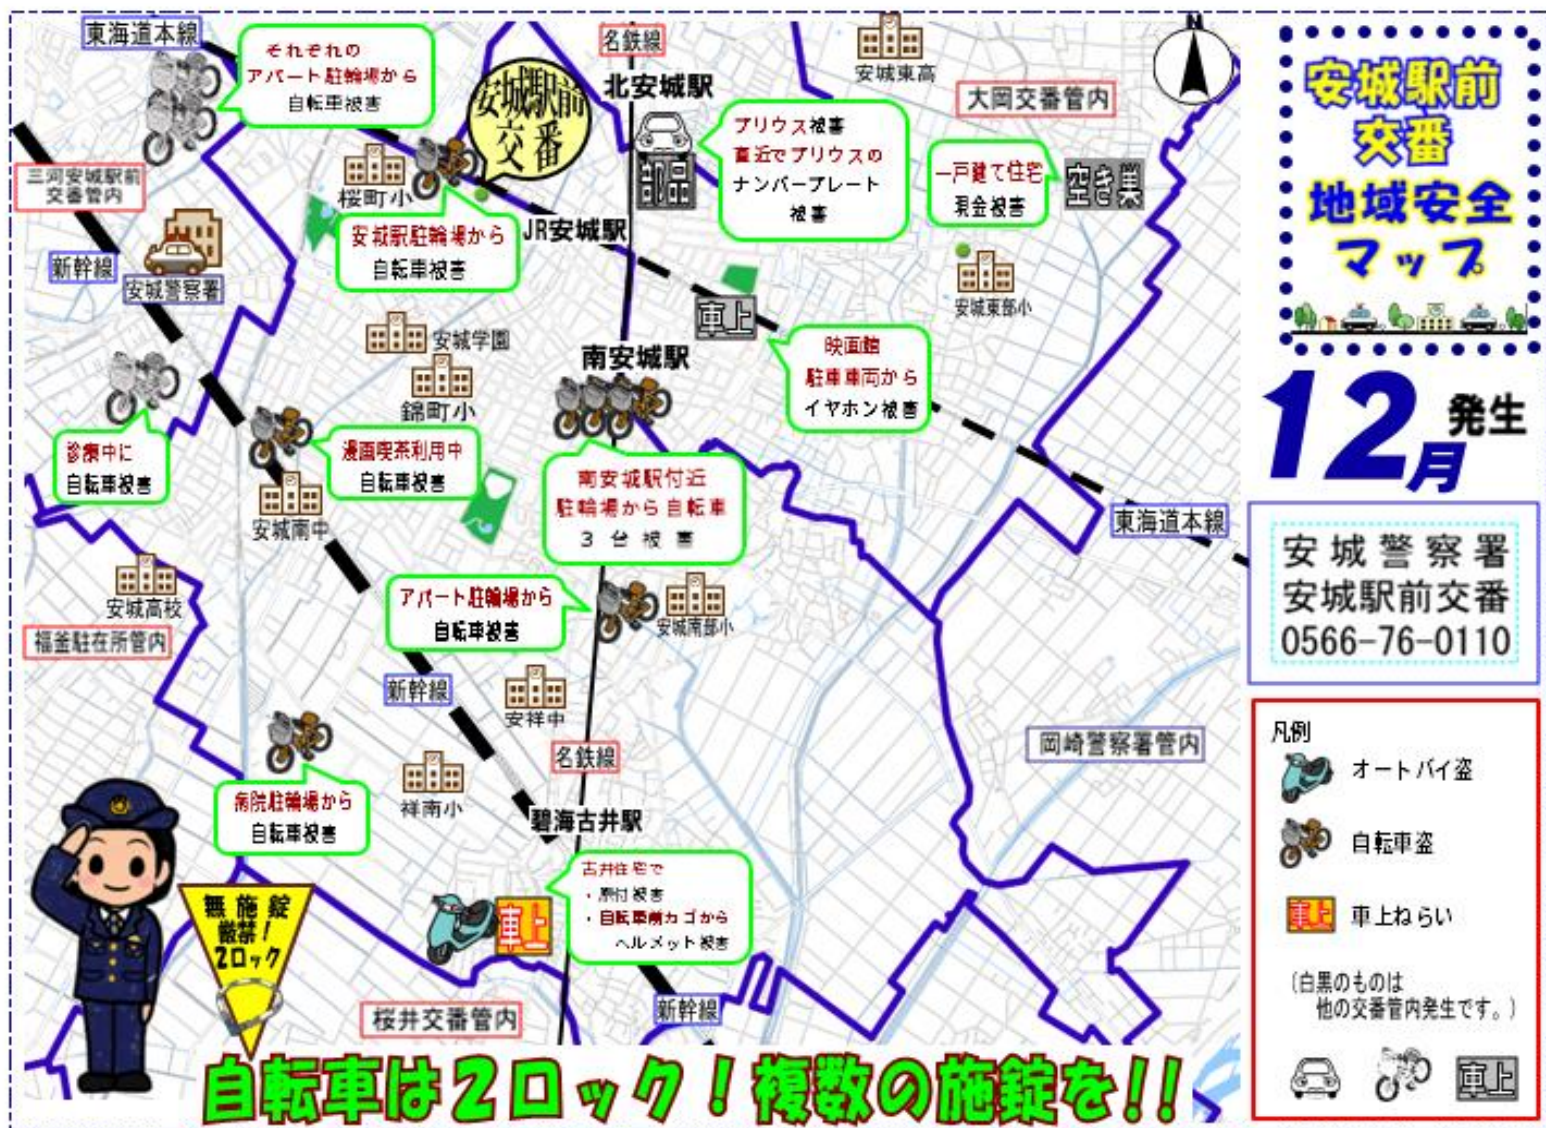 東海道本線
それぞれの
アパート駐輪場から
自転車被害
名鉄線
北安城駅
安城東高
大岡交番管内
N
安城駅前
交番
三河安城駅前
交番管内
桜町小
プリウス被害
直近でプリウスの
ナンバープレート
被害
部品
一戸建て住宅
現金被害
空き巣
安城駅駐輪場から
自転車被害
JR安城駅
新幹線
安城警察署
安城東部小
車上
安城学園
映画館
駐車車両から
イヤホン被害
南安城駅
錦町小
診療中に
自転車被害
漫画喫茶利用中
自転車被害
安城南中
南安城駅付近
駐輪場から自転車
3台被害
東海道本線
安城高校
福釜駐在所管内
アパート駐輪場から
自転車被害
安城南部小
新幹線
安祥中
名鉄線
岡崎警察署管内
病院駐輪場から
自転車被害
祥南小
碧海古井駅
古井住宅で
・原付被害
・自転車前カゴから
ヘルメット被害
車上
無施錠
厳禁!
2ロック
桜井交番管内
新幹線
自転車は2ロック!複数の施錠を!!
安城駅前
交番
地域安全
マップ
12月発生
安城警察署
安城駅前交番
0566-76-0110
凡例
オートバイ盗
自転車盗
車上 車上ねらい
(白黒のものは
他の交番管内発生です。)
車上